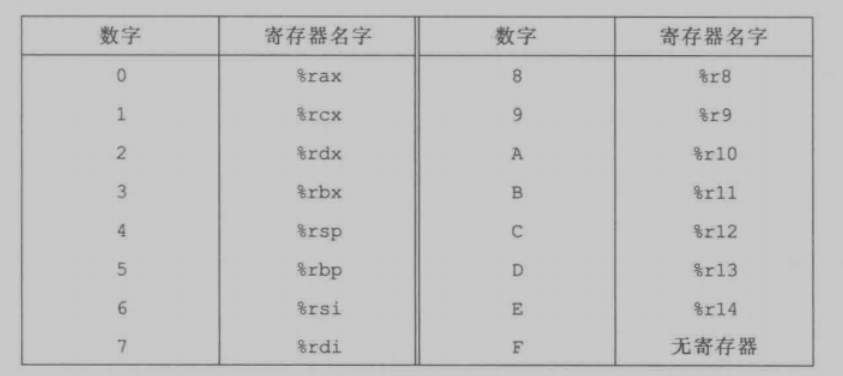 数字 寄存器名字 数字 寄存器名字
0 %rax 8 %r8
1 %rcx 9 %r9
2 %rdx A %r10
3 %rbx B %r11
4 %rsp C %r12
5 %rbp D %r13
6 %rsi E %r14
7 %rdi F 无寄存器